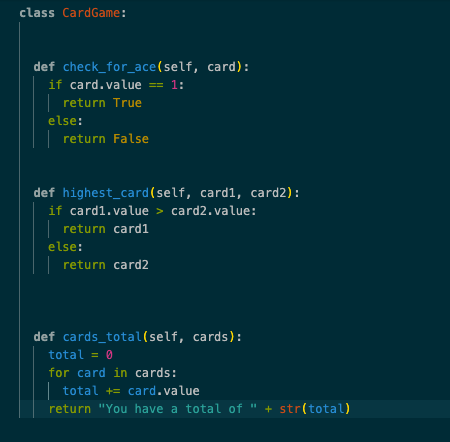 class CardGame:
  def check_for_ace(self, card):
    if card.value == 1:
      return True
    else:
      return False
  def highest_card(self, card1, card2):
    if card1.value > card2.value:
      return card1
    else:
      return card2
  def cards_total(self, cards):
    total = 0
    for card in cards:
      total += card.value
    return "You have a total of " + str(total)